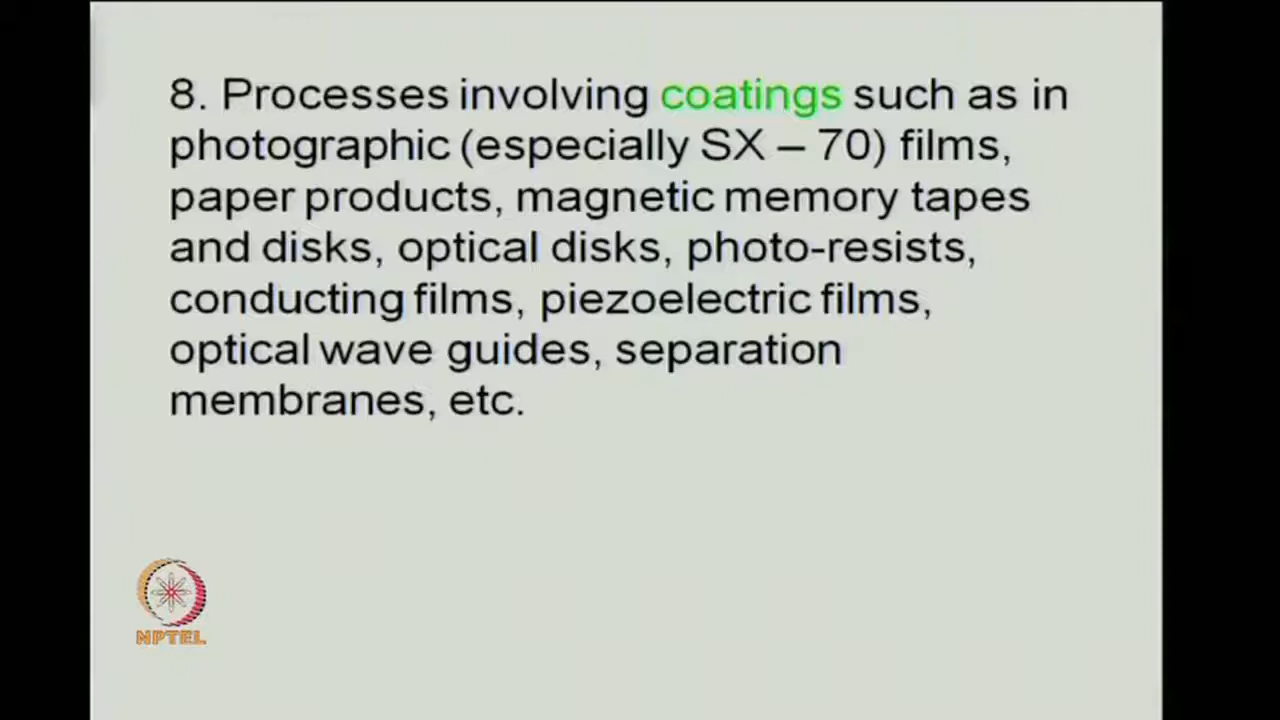 8. Processes involving coatings such as in
photographic (especially SX – 70) films,
paper products, magnetic memory tapes
and disks, optical disks, photo-resists,
conducting films, piezoelectric films,
optical wave guides, separation
membranes, etc.
NPTEL